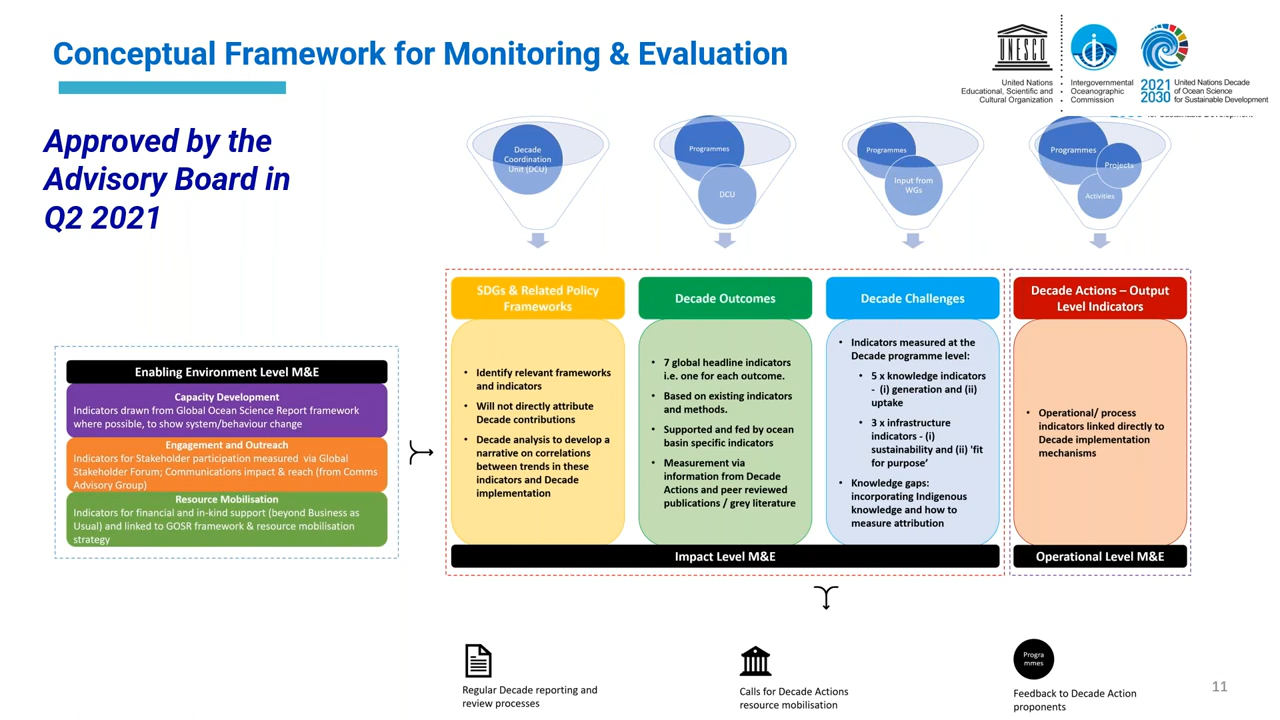 Conceptual Framework for Monitoring & Evaluation
UNESCO
United Nations
Educational, Scientific and
Cultural Organization
Intergovernmental
Oceanographic
Commission
2021
2030
United Nations Decade
of Ocean Science
for Sustainable Development
Approved by the
Advisory Board in
Q2 2021
Decade
Coordination
Unit (DCU)
Programmes
DCU
Programmes
Input from
WGs
Programmes
Projects
Activities
Enabling Environment Level M&E
Capacity Development
Indicators drawn from Global Ocean Science Report framework
where possible, to show system/behaviour change
Engagement and Outreach
Indicators for Stakeholder participation measured via Global
Stakeholder Forum; Communications impact & reach (from Comms
Advisory Group)
Resource Mobilisation
Indicators for financial and in-kind support (beyond Business as
Usual) and linked to GOSR framework & resource mobilisation
strategy
SDGs & Related Policy
Frameworks
• Identify relevant frameworks
and indicators
• Will not directly attribute
Decade contributions
• Decade analysis to develop a
narrative on correlations
between trends in these
indicators and Decade
implementation
Decade Outcomes
• 7 global headline indicators
i.e. one for each outcome.
• Based on existing indicators
and methods.
• Supported and fed by ocean
basin specific indicators
• Measurement via
information from Decade
Actions and peer reviewed
publications / grey literature
Decade Challenges
• Indicators measured at the
Decade programme level:
• 5 x knowledge indicators
- (i) generation and (ii)
uptake
• 3 x infrastructure
indicators - (i)
sustainability and (ii) 'fit
for purpose’
• Knowledge gaps:
incorporating Indigenous
knowledge and how to
measure attribution
Impact Level M&E
Decade Actions – Output
Level Indicators
• Operational/ process
indicators linked directly to
Decade implementation
mechanisms
Operational Level M&E
Regular Decade reporting and
review processes
Calls for Decade Actions
resource mobilisation
Progra
mmes
Feedback to Decade Action
proponents
11